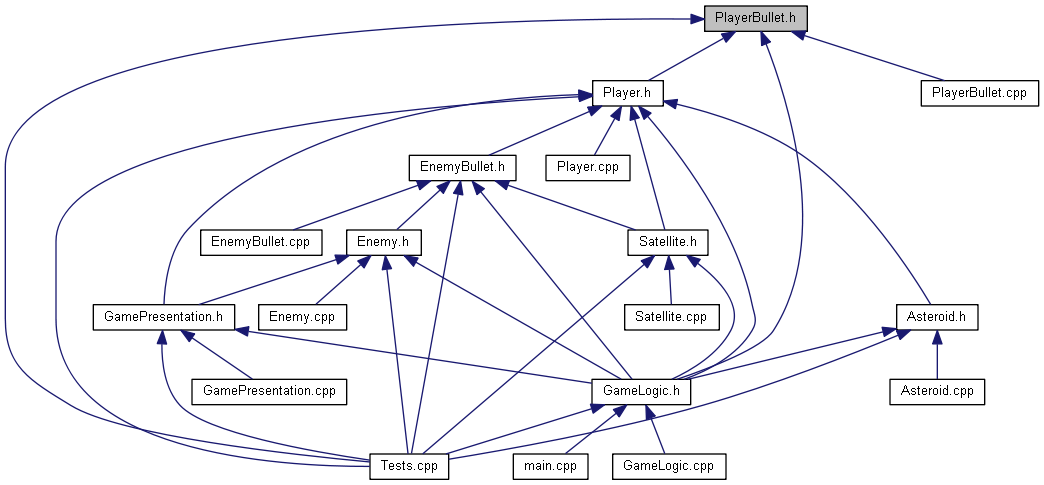 PlayerBullet.h
Player.h
PlayerBullet.cpp
EnemyBullet.h
Player.cpp
EnemyBullet.cpp
Enemy.h
Satellite.h
GamePresentation.h
Enemy.cpp
Satellite.cpp
Asteroid.h
GamePresentation.cpp
GameLogic.h
Asteroid.cpp
Tests.cpp
main.cpp
GameLogic.cpp